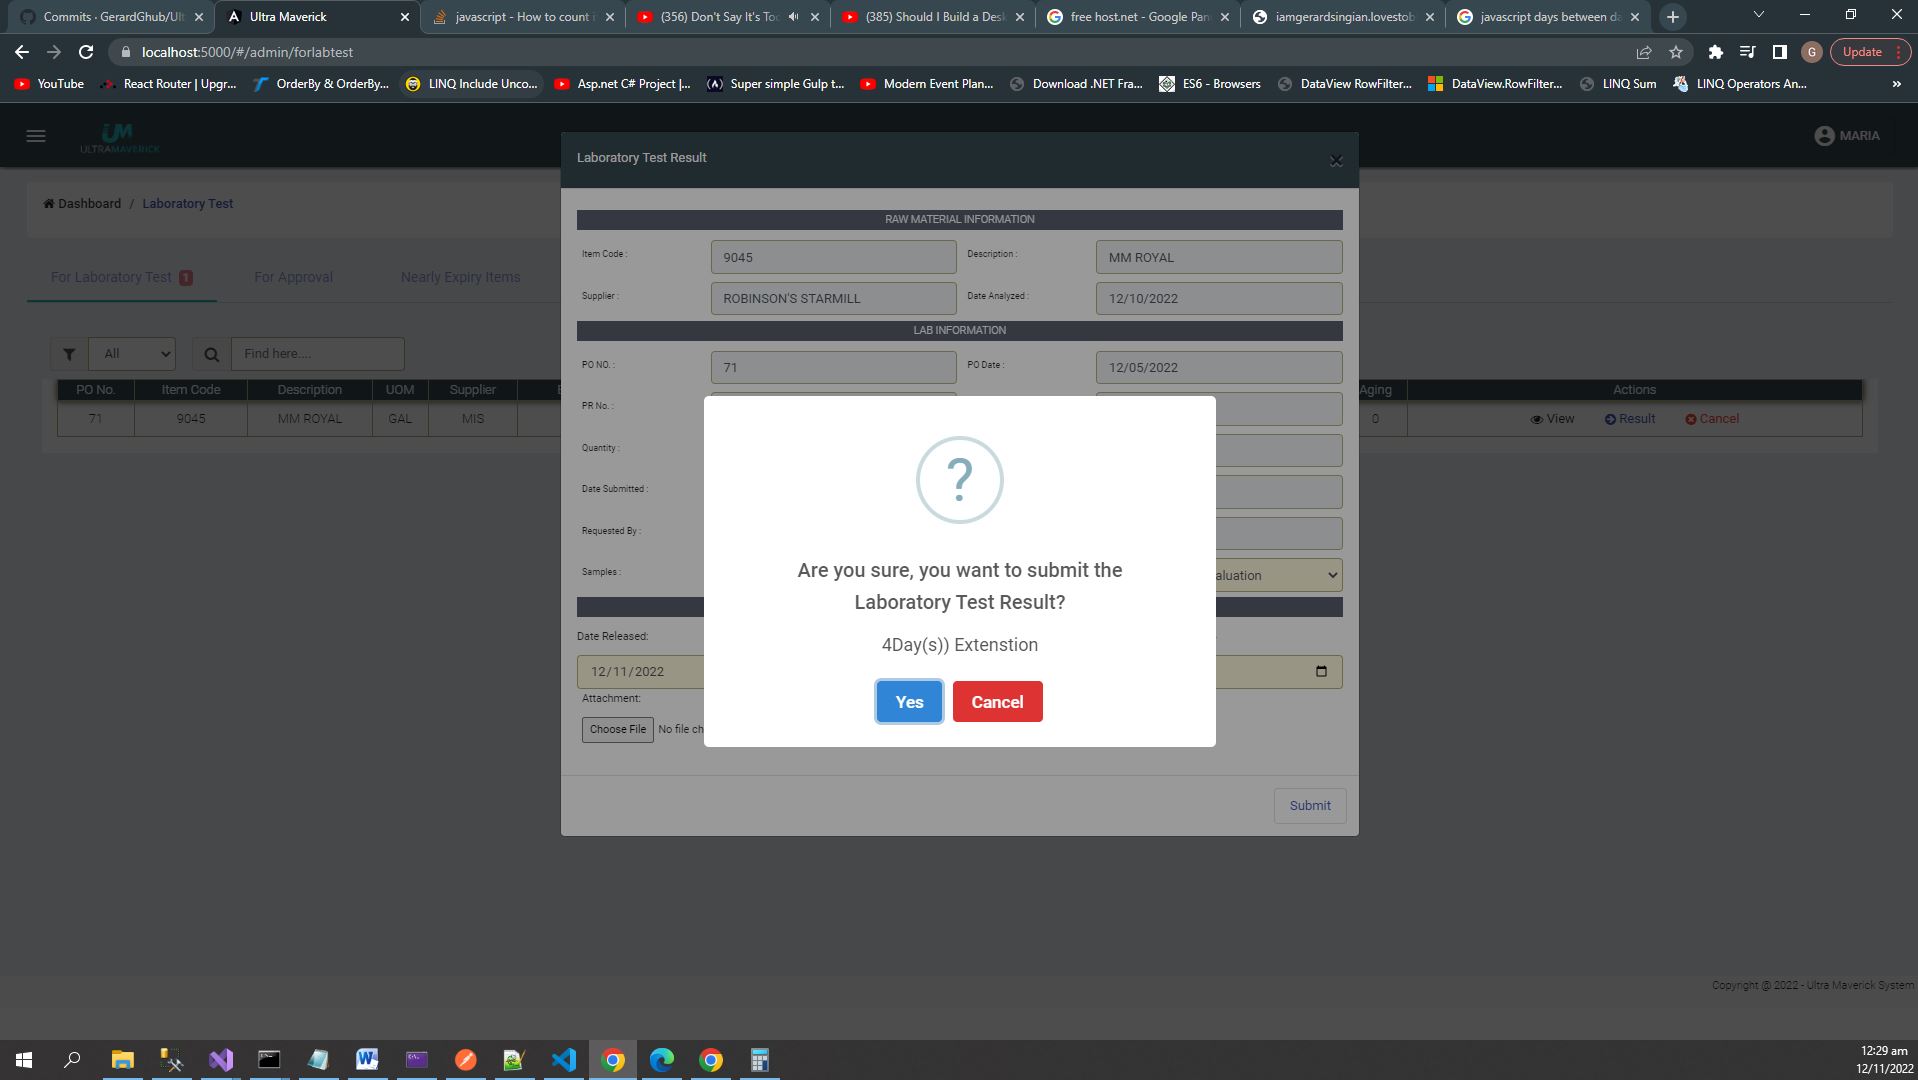 Commits · GerardGhub/Ult
Ultra Maverick
javascript - How to count i
(356) Don't Say It's Too
(385) Should I Build a Desk
free host.net - Google Pan
iamgerardsingian.lovestob
javascript days between da
localhost:5000/#/admin/forlabtest
G
Update
YouTube
React Router | Upgr...
OrderBy & OrderBy...
LINQ Include Unco...
Asp.net C# Project |...
Super simple Gulp t...
Modern Event Plan...
Download .NET Fra...
ES6 - Browsers
DataView RowFilter...
DataView.RowFilter...
LINQ Sum
LINQ Operators An...
»
UM
ULTRAMAVERICK
MARIA
Dashboard / Laboratory Test
For Laboratory Test 1
For Approval
Nearly Expiry Items
All
Find here....
PO No. Item Code Description UOM Supplier Aging Actions
71 9045 MM ROYAL GAL MIS 0 View Result Cancel
Laboratory Test Result
RAW MATERIAL INFORMATION
Item Code : 9045 Description : MM ROYAL
Supplier : ROBINSON'S STARMILL Date Analyzed : 12/10/2022
LAB INFORMATION
PO NO. : 71 PO Date : 12/05/2022
PR No. :
Quantity :
Date Submitted :
Requested By :
Samples : aluation
Date Released:
12/11/2022
Attachment:
Choose File No file ch
Submit
?
Are you sure, you want to submit the
Laboratory Test Result?
4Day(s)) Extenstion
Yes Cancel
Copyright @ 2022 - Ultra Maverick System
12:29 am
12/11/2022